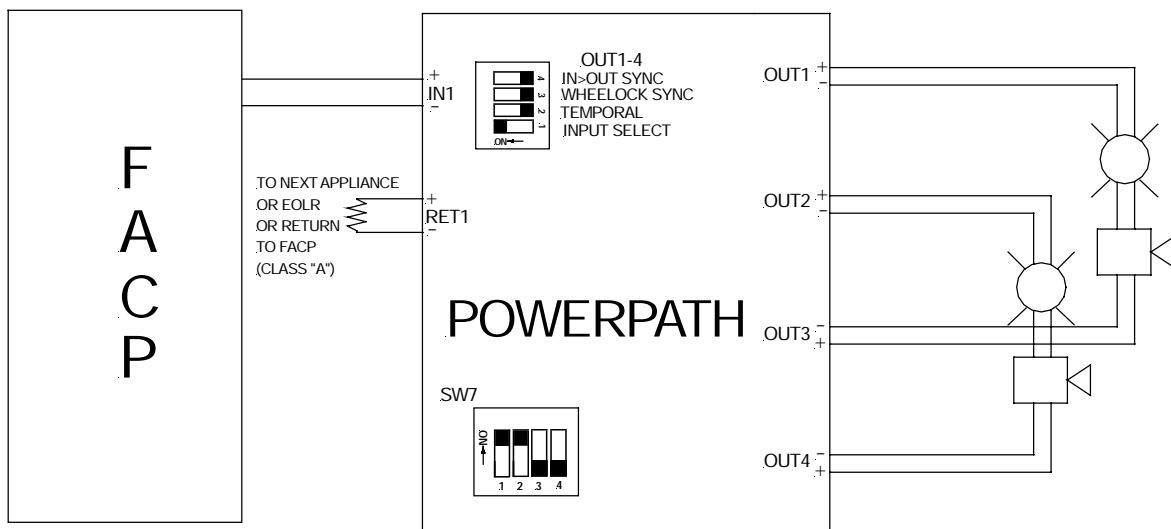 FACP
+
IN1
-
OUT1-4
IN>OUT SYNC
WHEELOCK SYNC
TEMPORAL
INPUT SELECT
4
3
2
1
ON
TO NEXT APPLIANCE
OR EOLR
OR RETURN
TO FACP
(CLASS "A")
+
RET1
-
POWERPATH
SW7
ON
1 2 3 4
OUT1 +
-
OUT2 +
-
-
OUT3
+
OUT4 -
+